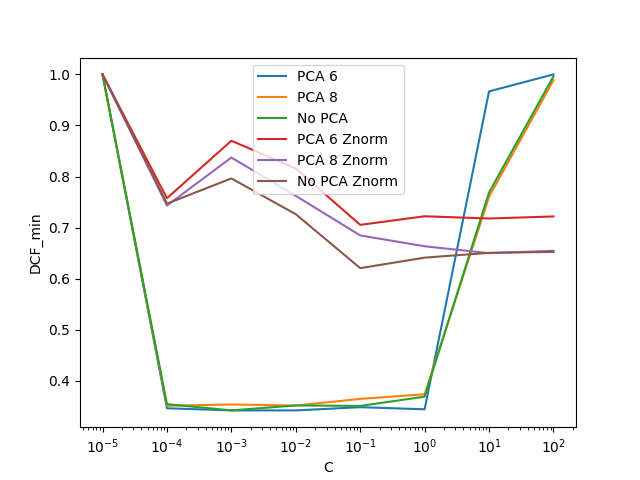 PCA 6
PCA 8
No PCA
PCA 6 Znorm
PCA 8 Znorm
No PCA Znorm
DCF_min
1.0
0.9
0.8
0.7
0.6
0.5
0.4
10⁻⁵ 10⁻⁴ 10⁻³ 10⁻² 10⁻¹ 10⁰ 10¹ 10²
C